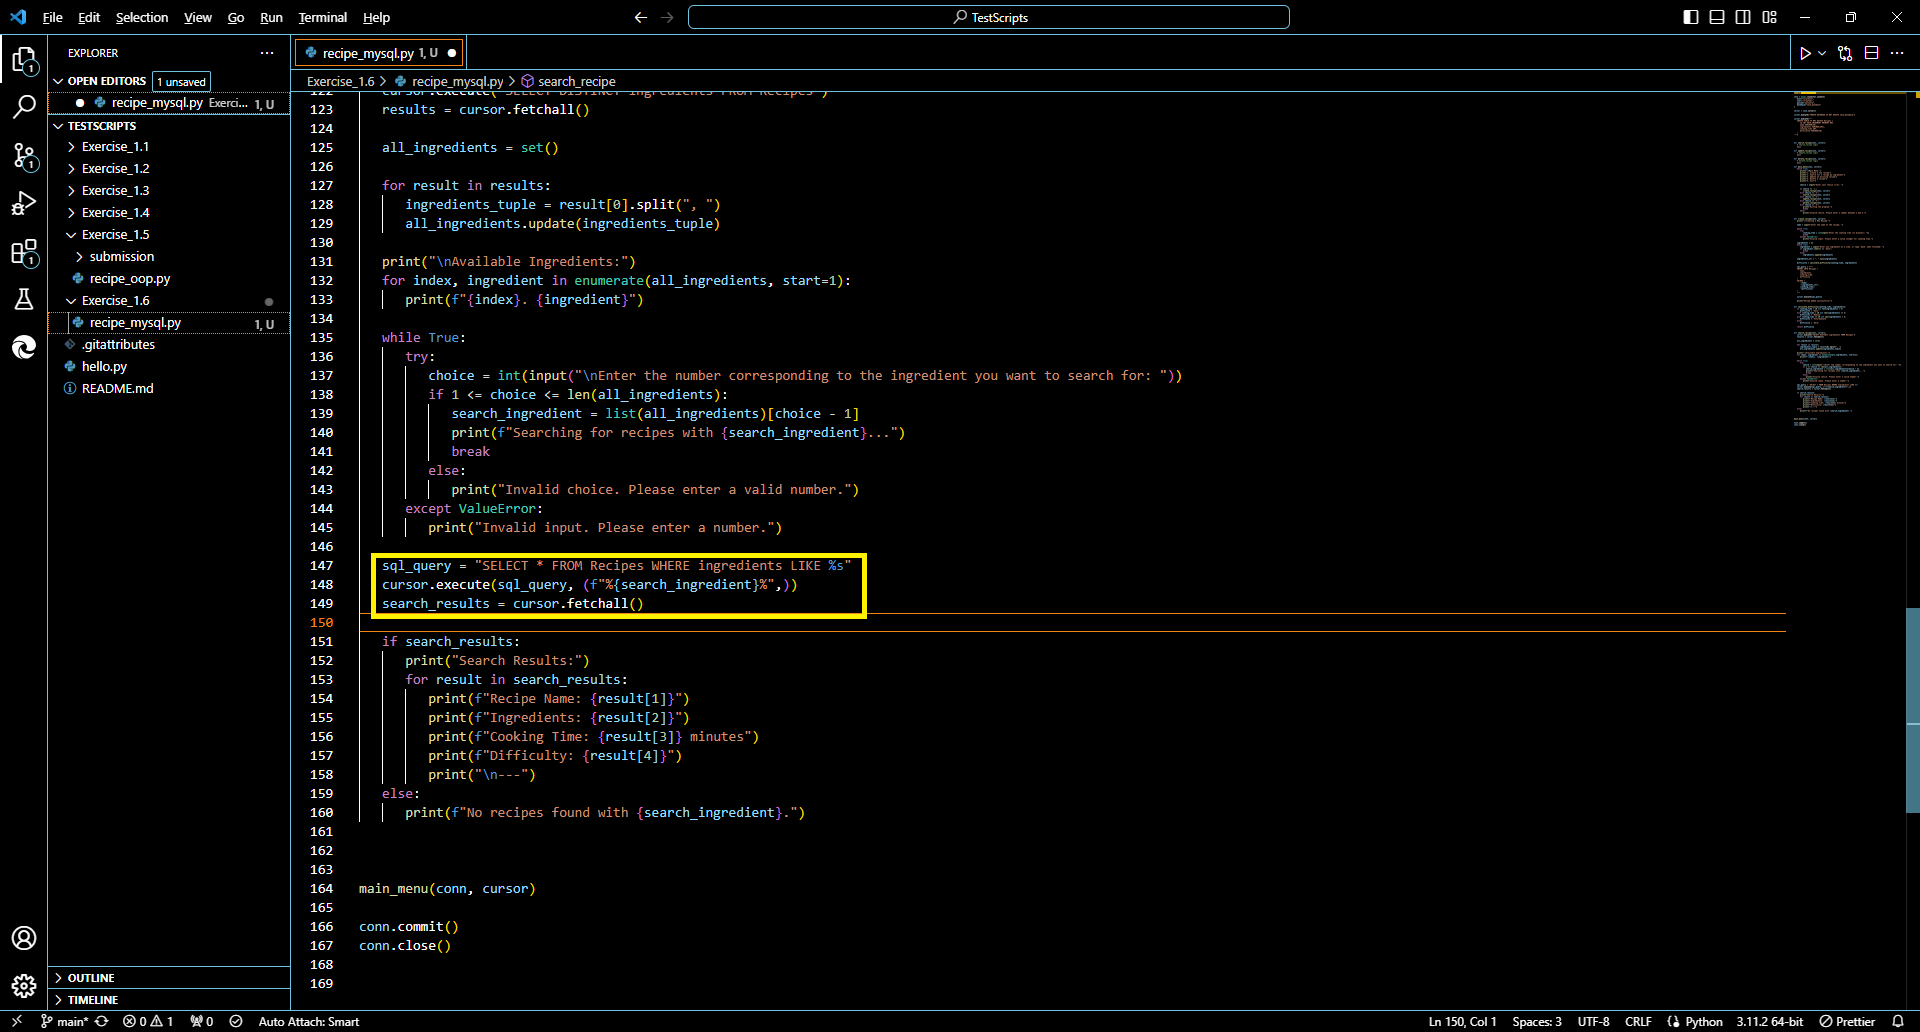 File Edit Selection View Go Run Terminal Help
TestScripts
EXPLORER
OPEN EDITORS 1 unsaved
recipe_mysql.py Exerci... 1, U
TESTSCRIPTS
Exercise_1.1
Exercise_1.2
Exercise_1.3
Exercise_1.4
Exercise_1.5
submission
recipe_oop.py
Exercise_1.6
recipe_mysql.py 1, U
.gitattributes
hello.py
README.md
OUTLINE
TIMELINE
1
1
1
recipe_mysql.py 1, U
Exercise_1.6 > recipe_mysql.py > search_recipe
122 cursor.execute("SELECT DISTINCT ingredients FROM Recipes")
123 results = cursor.fetchall()
124
125 all_ingredients = set()
126
127 for result in results:
128 ingredients_tuple = result[0].split(", ")
129 all_ingredients.update(ingredients_tuple)
130
131 print("\nAvailable Ingredients:")
132 for index, ingredient in enumerate(all_ingredients, start=1):
133 print(f"{index}. {ingredient}")
134
135 while True:
136 try:
137 choice = int(input("\nEnter the number corresponding to the ingredient you want to search for: "))
138 if 1 <= choice <= len(all_ingredients):
139 search_ingredient = list(all_ingredients)[choice - 1]
140 print(f"Searching for recipes with {search_ingredient}...")
141 break
142 else:
143 print("Invalid choice. Please enter a valid number.")
144 except ValueError:
145 print("Invalid input. Please enter a number.")
146
147 sql_query = "SELECT * FROM Recipes WHERE ingredients LIKE %s"
148 cursor.execute(sql_query, (f"%{search_ingredient}%",))
149 search_results = cursor.fetchall()
150
151 if search_results:
152 print("Search Results:")
153 for result in search_results:
154 print(f"Recipe Name: {result[1]}")
155 print(f"Ingredients: {result[2]}")
156 print(f"Cooking Time: {result[3]} minutes")
157 print(f"Difficulty: {result[4]}")
158 print("\n---")
159 else:
160 print(f"No recipes found with {search_ingredient}.")
161
162
163
164 main_menu(conn, cursor)
165
166 conn.commit()
167 conn.close()
168
169
main* 0 1 0 Auto Attach: Smart
Ln 150, Col 1 Spaces: 3 UTF-8 CRLF Python 3.11.2 64-bit Prettier